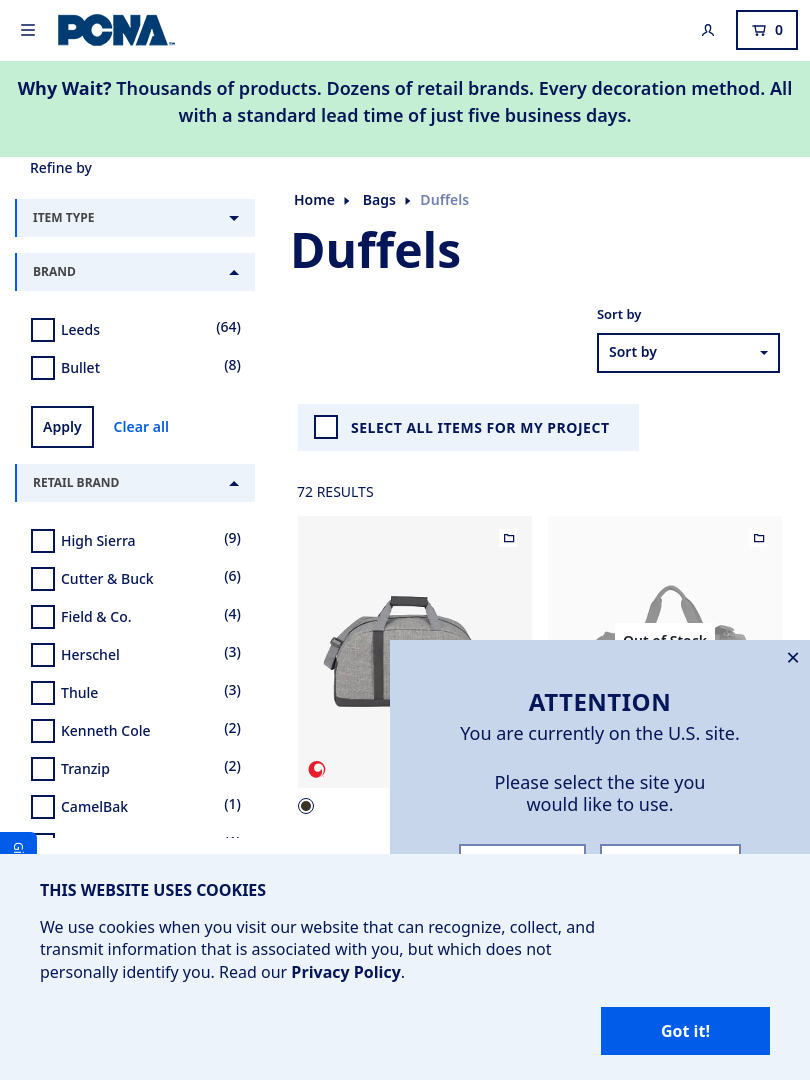 PCNA
0
Why Wait? Thousands of products. Dozens of retail brands. Every decoration method. All
with a standard lead time of just five business days.
Refine by
ITEM TYPE
BRAND
Leeds (64)
Bullet (8)
Apply Clear all
RETAIL BRAND
High Sierra (9)
Cutter & Buck (6)
Field & Co. (4)
Herschel (3)
Thule (3)
Kenneth Cole (2)
Tranzip (2)
CamelBak (1)
Home Bags Duffels
Duffels
Sort by
Sort by
SELECT ALL ITEMS FOR MY PROJECT
72 RESULTS
Out of Stock
ATTENTION
You are currently on the U.S. site.
Please select the site you
would like to use.
THIS WEBSITE USES COOKIES
We use cookies when you visit our website that can recognize, collect, and
transmit information that is associated with you, but which does not
personally identify you. Read our Privacy Policy.
Got it!